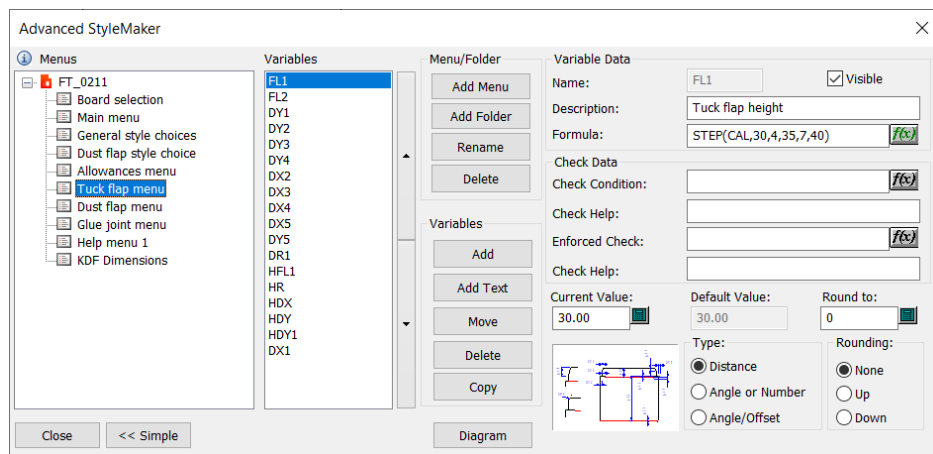 Advanced StyleMaker
Menus
FT_0211
Board selection
Main menu
General style choices
Dust flap style choice
Allowances menu
Tuck flap menu
Dust flap menu
Glue joint menu
Help menu 1
KDF Dimensions
Variables
FL1
FL2
DY1
DY2
DY3
DY4
DX2
DX3
DX4
DX5
DY5
DR1
HFL1
HR
HDX
HDY
HDY1
DX1
Menu/Folder
Add Menu
Add Folder
Rename
Delete
Variables
Add
Add Text
Move
Delete
Copy
Diagram
Variable Data
Name: FL1 Visible
Description: Tuck flap height
Formula: STEP(CAL,30,4,35,7,40) f(x)
Check Data
Check Condition: f(x)
Check Help:
Enforced Check: f(x)
Check Help:
Current Value: Default Value: Round to:
30.00 30.00 0
Type:
Distance
Angle or Number
Angle/Offset
Rounding:
None
Up
Down
Close << Simple